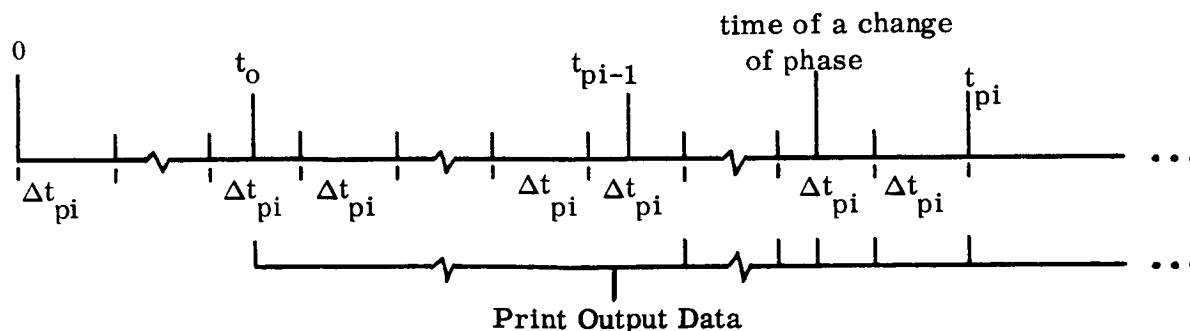 0
t_o
t_pi-1
time of a change
of phase
t_pi
Δt_pi
Δt_pi
Δt_pi
Δt_pi
Δt_pi
Δt_pi
Δt_pi
Print Output Data